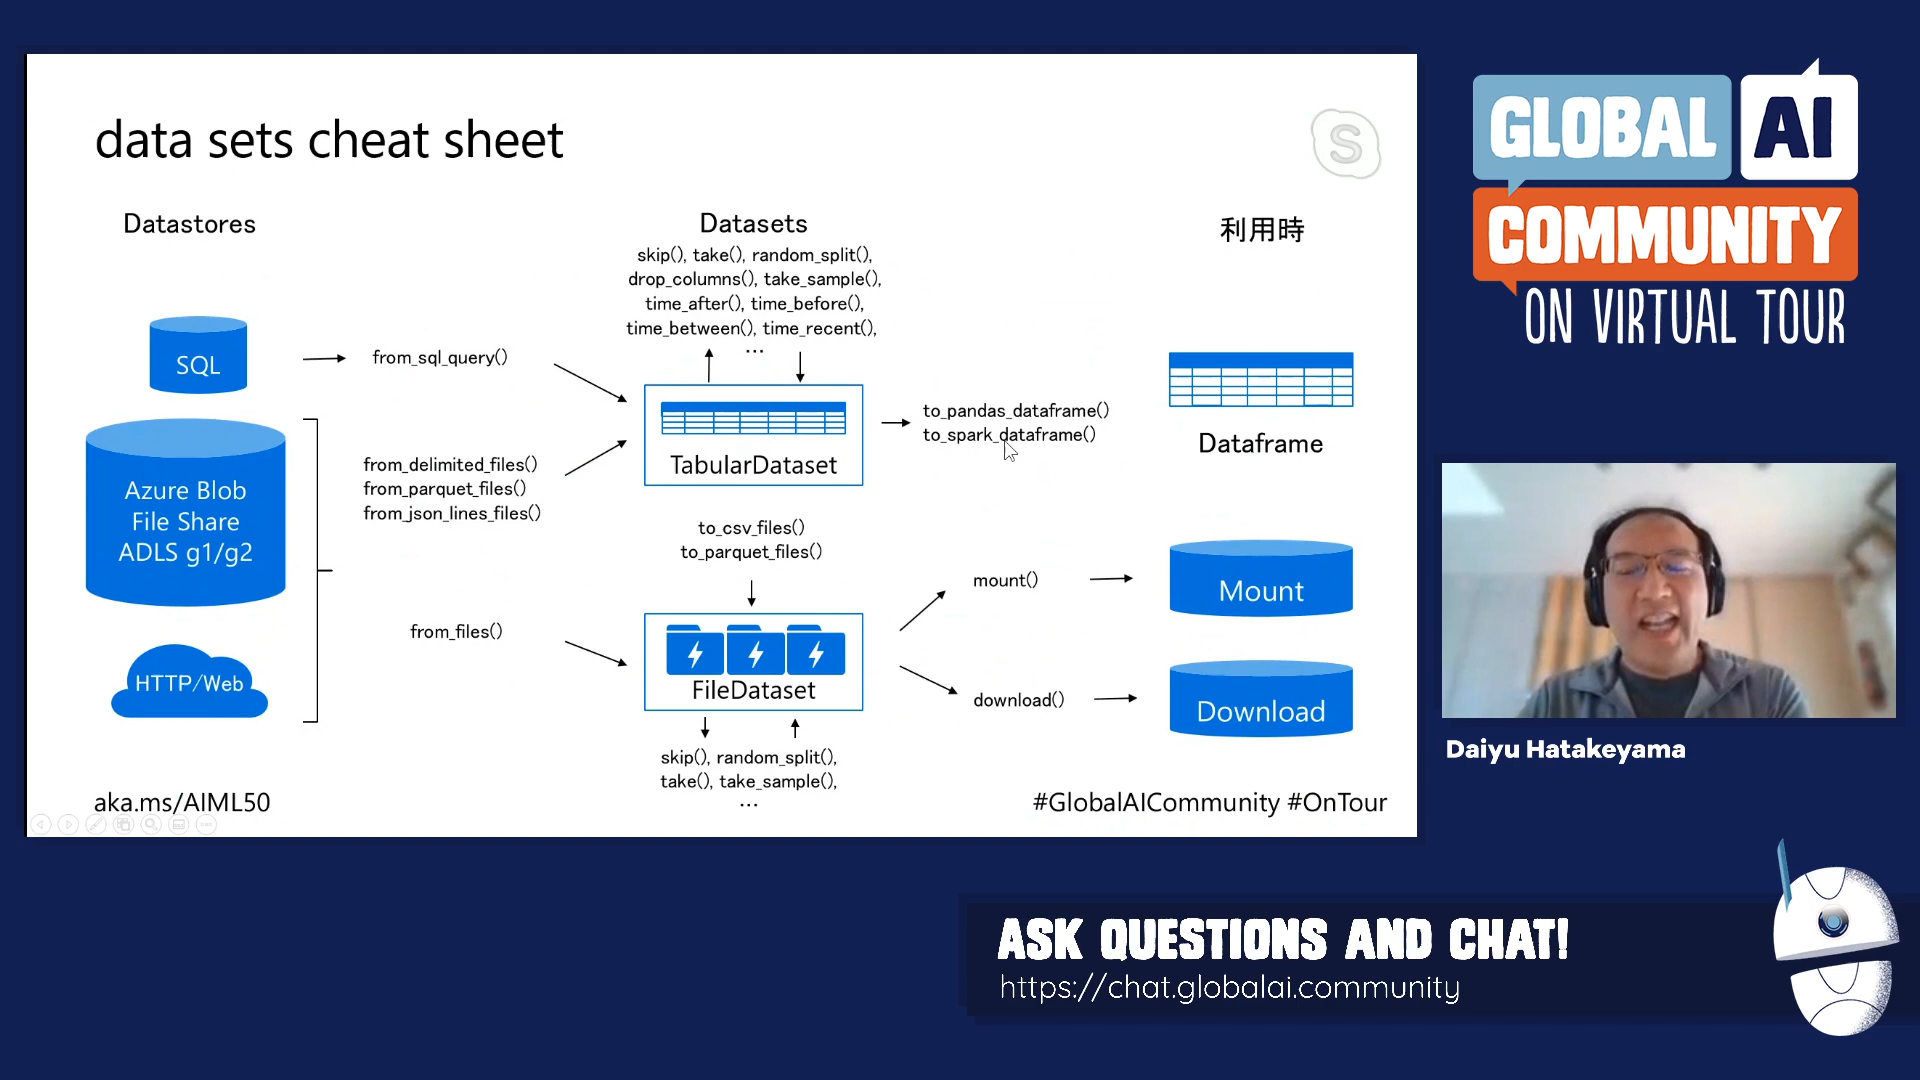 data sets cheat sheet
S
Datastores
Datasets
利用時
skip(), take(), random_split(),
drop_columns(), take_sample(),
time_after(), time_before(),
time_between(), time_recent(),
...
SQL
from_sql_query()
to_pandas_dataframe()
to_spark_dataframe()
Dataframe
TabularDataset
Azure Blob
File Share
ADLS g1/g2
from_delimited_files()
from_parquet_files()
from_json_lines_files()
to_csv_files()
to_parquet_files()
mount()
Mount
from_files()
HTTP/Web
FileDataset
download()
Download
skip(), random_split(),
take(), take_sample(),
...
aka.ms/AIML50
#GlobalAICommunity #OnTour
GLOBAL AI
COMMUNITY
ON VIRTUAL TOUR
Daiyu Hatakeyama
ASK QUESTIONS AND CHAT!
https://chat.globalai.community